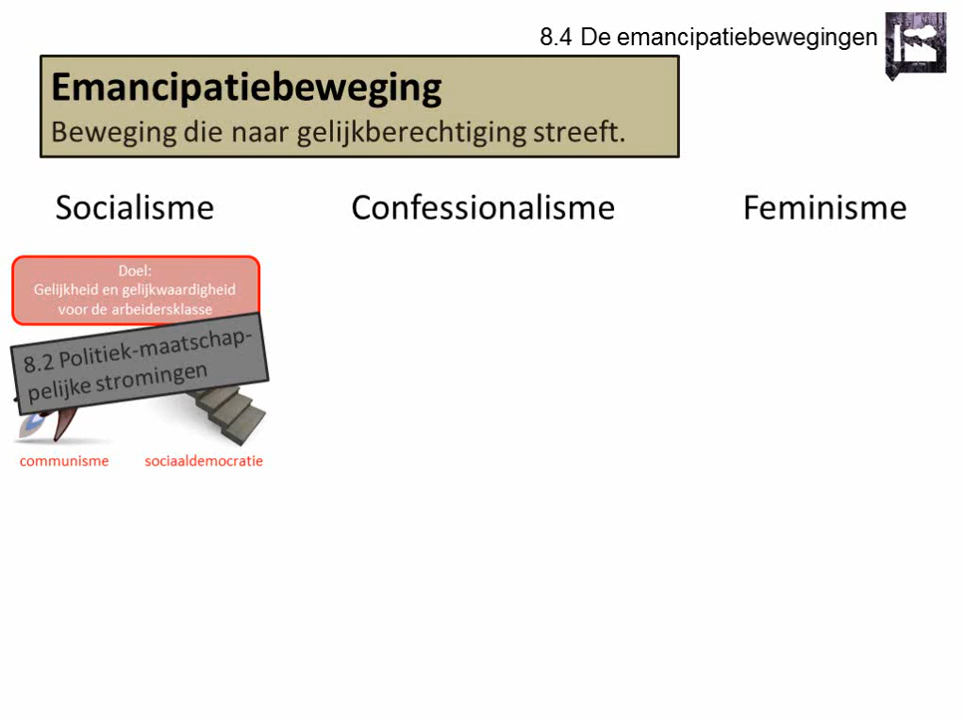 8.4 De emancipatiebewegingen
Emancipatiebeweging
Beweging die naar gelijkberechtiging streeft.
Socialisme
Confessionalisme
Feminisme
Doel:
Gelijkheid en gelijkwaardigheid
voor de arbeidersklasse
8.2 Politiek-maatschap-
pelijke stromingen
communisme
sociaaldemocratie